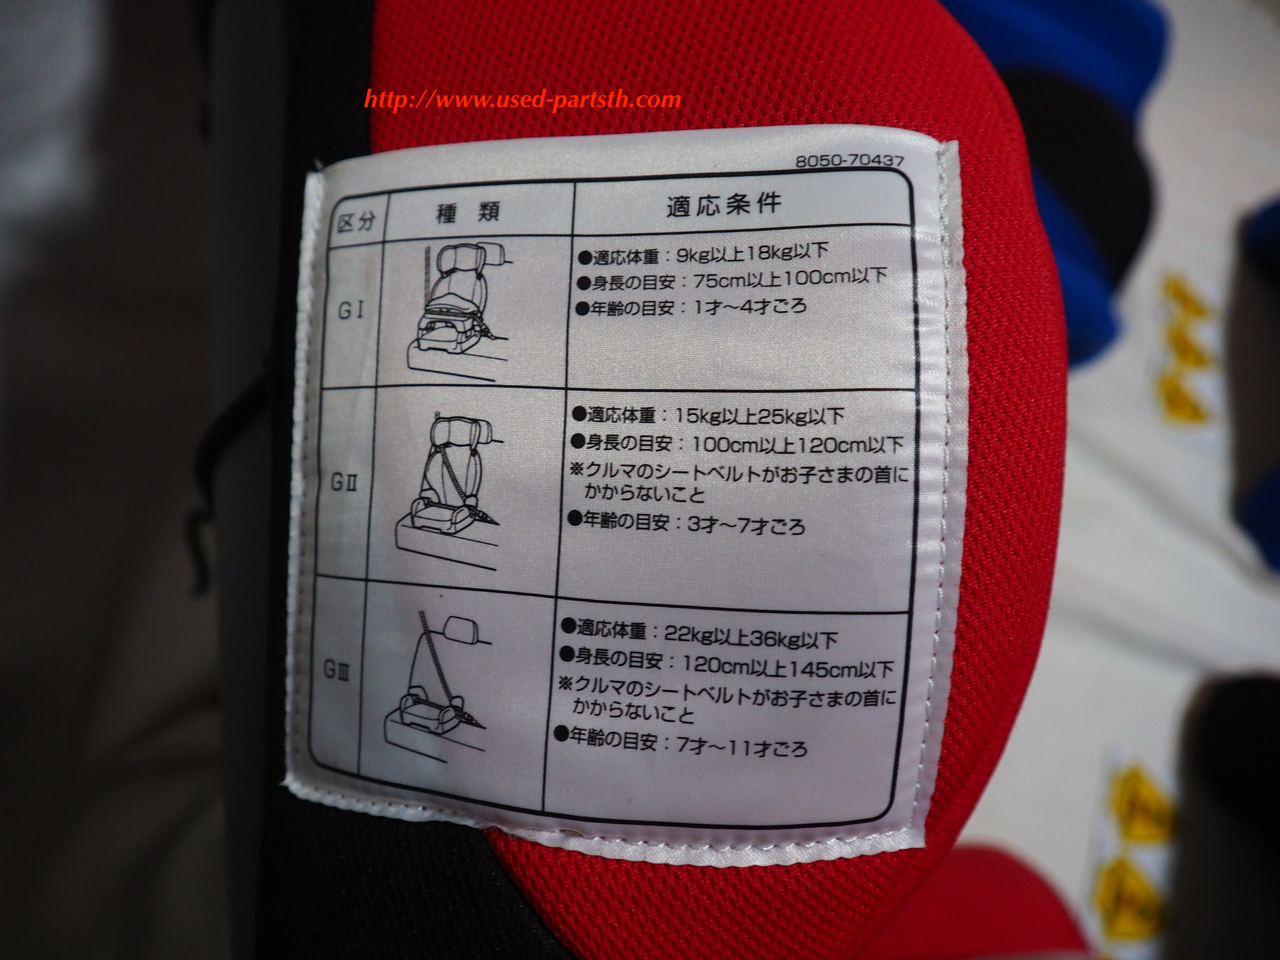 http://www.used-partsth.com
8050-70437
区分 種類 適応条件
GⅠ
●適応体重：9kg以上18kg以下
●身長の目安：75cm以上100cm以下
●年齢の目安：1才〜4才ごろ
GⅡ
●適応体重：15kg以上25kg以下
●身長の目安：100cm以上120cm以下
※クルマのシートベルトがお子さまの首に
かからないこと
●年齢の目安：3才〜7才ごろ
GⅢ
●適応体重：22kg以上36kg以下
●身長の目安：120cm以上145cm以下
※クルマのシートベルトがお子さまの首に
かからないこと
●年齢の目安：7才〜11才ごろ